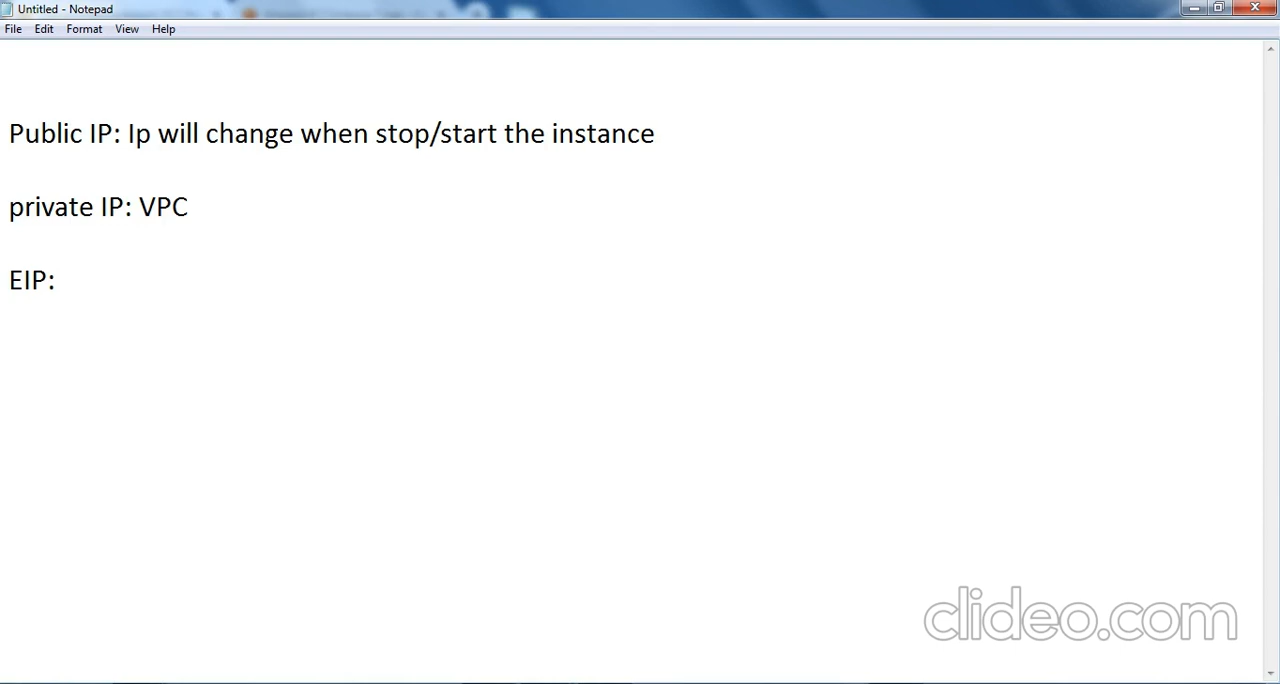 Untitled - Notepad
File Edit Format View Help
Public IP: Ip will change when stop/start the instance
private IP: VPC
EIP:
clideo.com